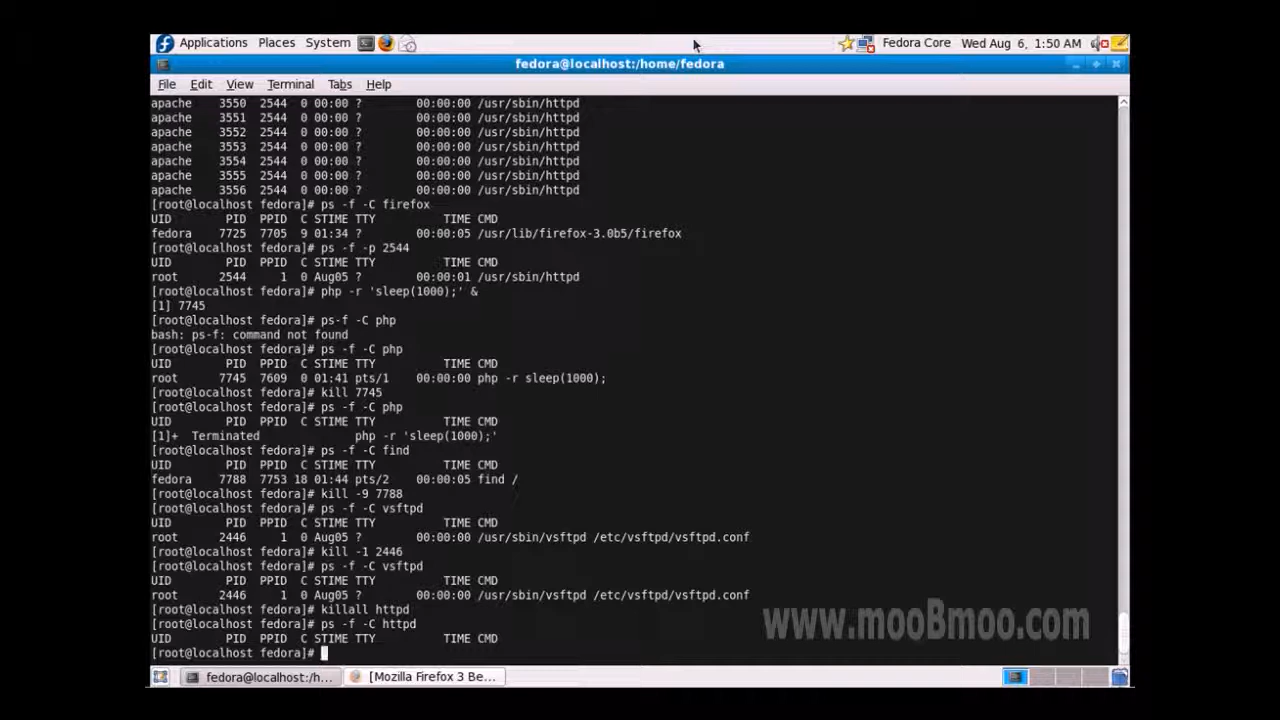 Applications Places System Fedora Core Wed Aug 6, 1:50 AM
fedora@localhost:/home/fedora
File Edit View Terminal Tabs Help
apache 3550 2544 0 00:00 ? 00:00:00 /usr/sbin/httpd
apache 3551 2544 0 00:00 ? 00:00:00 /usr/sbin/httpd
apache 3552 2544 0 00:00 ? 00:00:00 /usr/sbin/httpd
apache 3553 2544 0 00:00 ? 00:00:00 /usr/sbin/httpd
apache 3554 2544 0 00:00 ? 00:00:00 /usr/sbin/httpd
apache 3555 2544 0 00:00 ? 00:00:00 /usr/sbin/httpd
apache 3556 2544 0 00:00 ? 00:00:00 /usr/sbin/httpd
[root@localhost fedora]# ps -f -C firefox
UID PID PPID C STIME TTY TIME CMD
fedora 7725 7705 9 01:34 ? 00:00:05 /usr/lib/firefox-3.0b5/firefox
[root@localhost fedora]# ps -f -p 2544
UID PID PPID C STIME TTY TIME CMD
root 2544 1 0 Aug05 ? 00:00:01 /usr/sbin/httpd
[root@localhost fedora]# php -r 'sleep(1000);' &
[1] 7745
[root@localhost fedora]# ps-f -C php
bash: ps-f: command not found
[root@localhost fedora]# ps -f -C php
UID PID PPID C STIME TTY TIME CMD
root 7745 7609 0 01:41 pts/1 00:00:00 php -r sleep(1000);
[root@localhost fedora]# kill 7745
[root@localhost fedora]# ps -f -C php
UID PID PPID C STIME TTY TIME CMD
[1]+ Terminated php -r 'sleep(1000);'
[root@localhost fedora]# ps -f -C find
UID PID PPID C STIME TTY TIME CMD
fedora 7788 7753 18 01:44 pts/2 00:00:05 find /
[root@localhost fedora]# kill -9 7788
[root@localhost fedora]# ps -f -C vsftpd
UID PID PPID C STIME TTY TIME CMD
root 2446 1 0 Aug05 ? 00:00:00 /usr/sbin/vsftpd /etc/vsftpd/vsftpd.conf
[root@localhost fedora]# kill -1 2446
[root@localhost fedora]# ps -f -C vsftpd
UID PID PPID C STIME TTY TIME CMD
root 2446 1 0 Aug05 ? 00:00:00 /usr/sbin/vsftpd /etc/vsftpd/vsftpd.conf
[root@localhost fedora]# killall httpd
[root@localhost fedora]# ps -f -C httpd
UID PID PPID C STIME TTY TIME CMD
[root@localhost fedora]#
www.mooBmoo.com
fedora@localhost:/h... [Mozilla Firefox 3 Be...